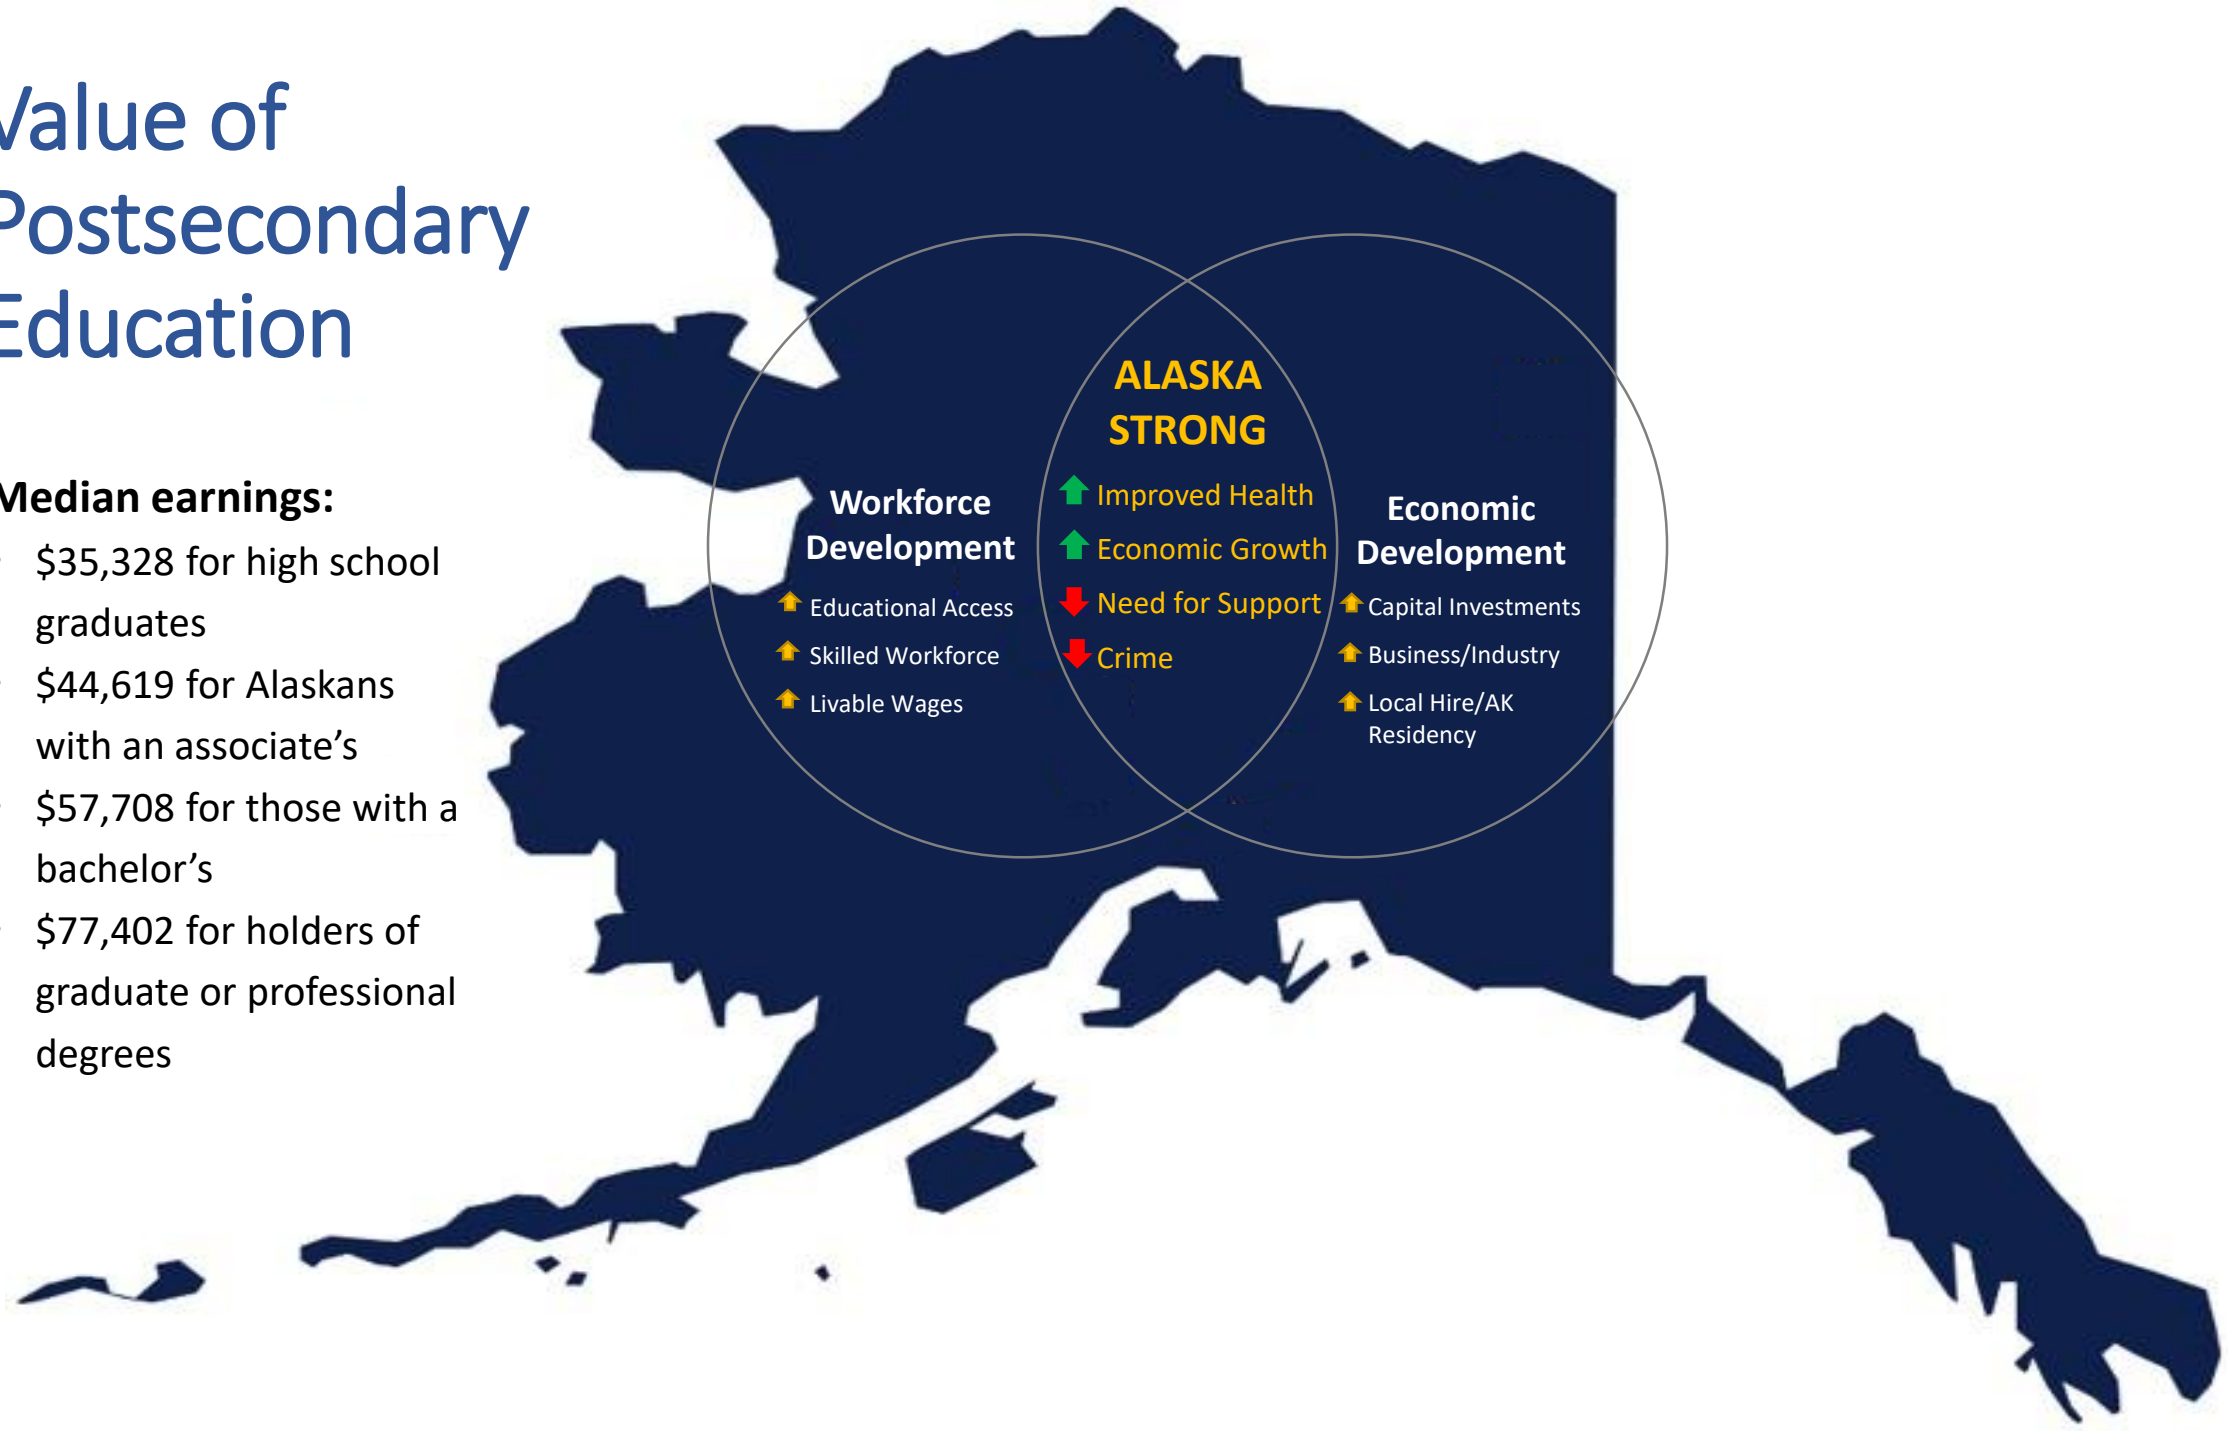 Value of
Postsecondary
Education
Median earnings:
$35,328 for high school
graduates
$44,619 for Alaskans
with an associate’s
$57,708 for those with a
bachelor’s
$77,402 for holders of
graduate or professional
degrees
Workforce
Development
Educational Access
Skilled Workforce
Livable Wages
ALASKA
STRONG
Improved Health
Economic Growth
Need for Support
Crime
Economic
Development
Capital Investments
Business/Industry
Local Hire/AK
Residency